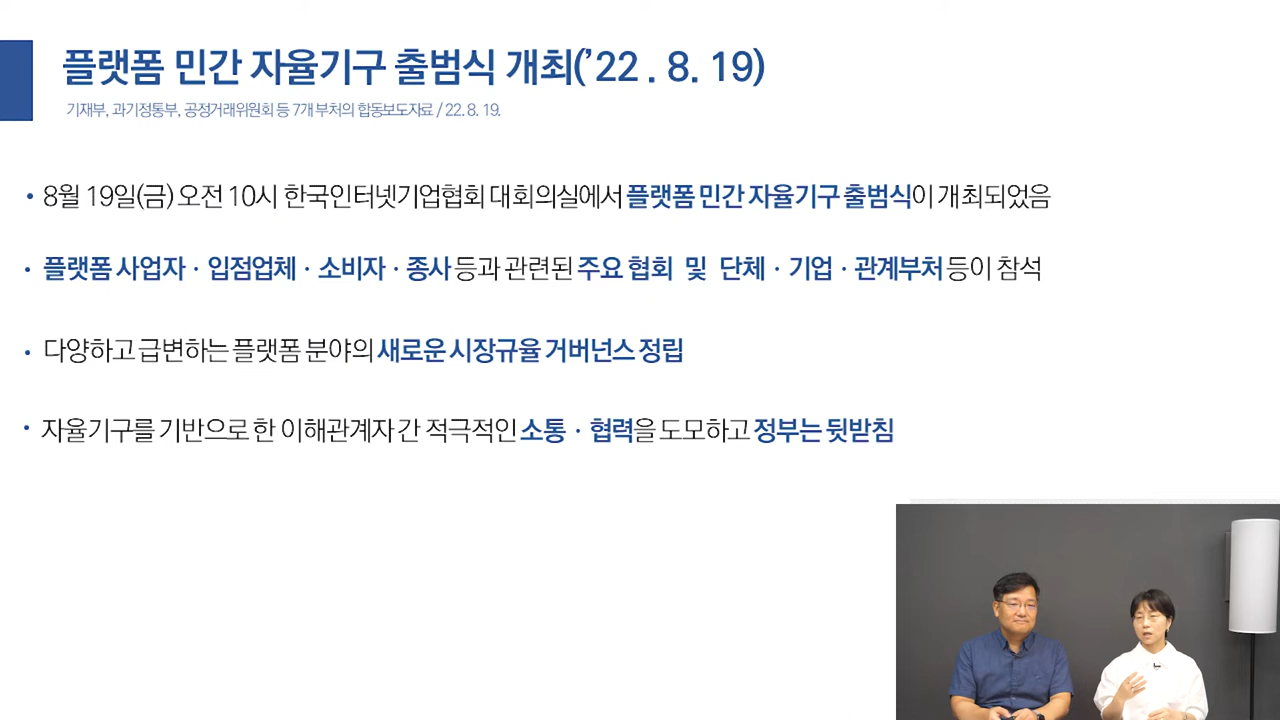 플랫폼 민간 자율기구 출범식 개최(’22 . 8. 19)
기재부, 과기정통부, 공정거래위원회 등 7개 부처의 합동보도자료 / 22. 8. 19.
• 8월 19일(금) 오전 10시 한국인터넷기업협회 대회의실에서 플랫폼 민간 자율기구 출범식이 개최되었음
• 플랫폼 사업자 · 입점업체 · 소비자 · 종사 등과 관련된 주요 협회 및 단체 · 기업 · 관계부처 등이 참석
• 다양하고 급변하는 플랫폼 분야의 새로운 시장규율 거버넌스 정립
• 자율기구를 기반으로 한 이해관계자 간 적극적인 소통 · 협력을 도모하고 정부는 뒷받침